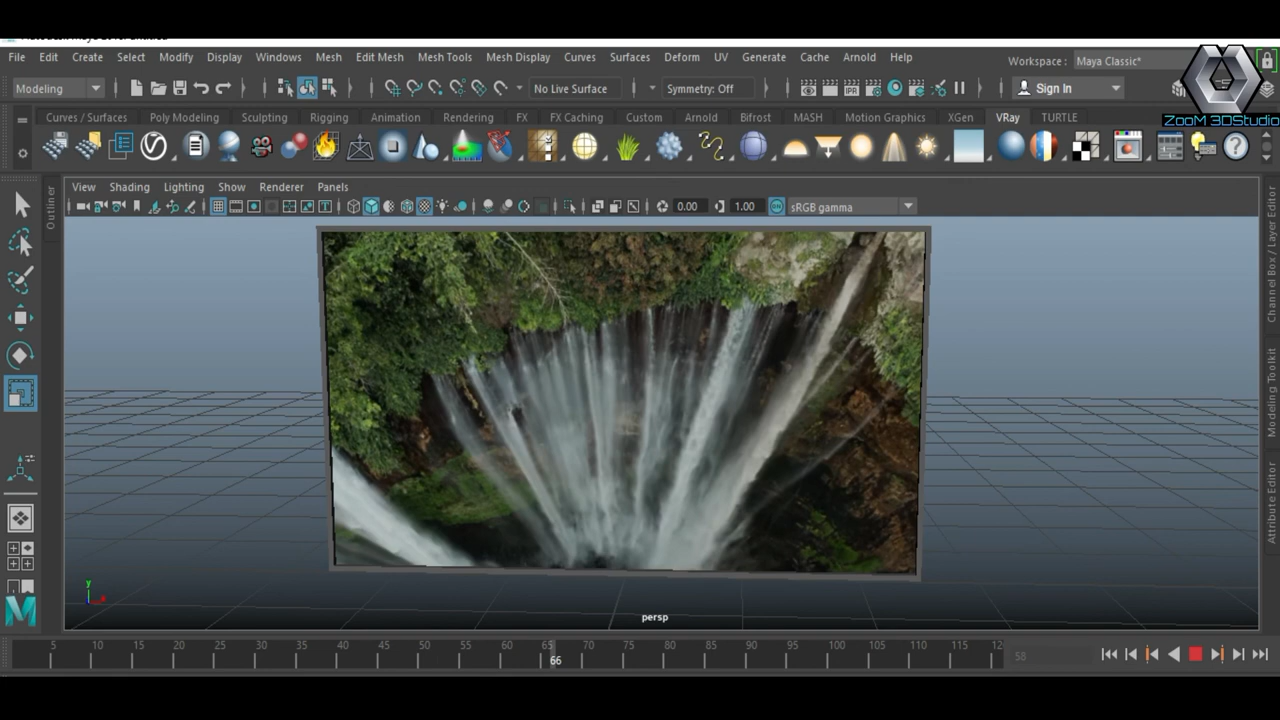 File Edit Create Select Modify Display Windows Mesh Edit Mesh Mesh Tools Mesh Display Curves Surfaces Deform UV Generate Cache Arnold Help
Workspace : Maya Classic*
Modeling No Live Surface Symmetry: Off Sign In
ZooM 3DStudio
Curves / Surfaces Poly Modeling Sculpting Rigging Animation Rendering FX FX Caching Custom Arnold Bifrost MASH Motion Graphics XGen VRay TURTLE
IPR
View Shading Lighting Show Renderer Panels
0.00 1.00 ON sRGB gamma
Outliner
Channel Box / Layer Editor
Modeling Toolkit
Attribute Editor
y
persp
5 10 15 20 25 30 35 40 45 50 55 60 65 70 75 80 85 90 95 100 105 110 115 12
66
58